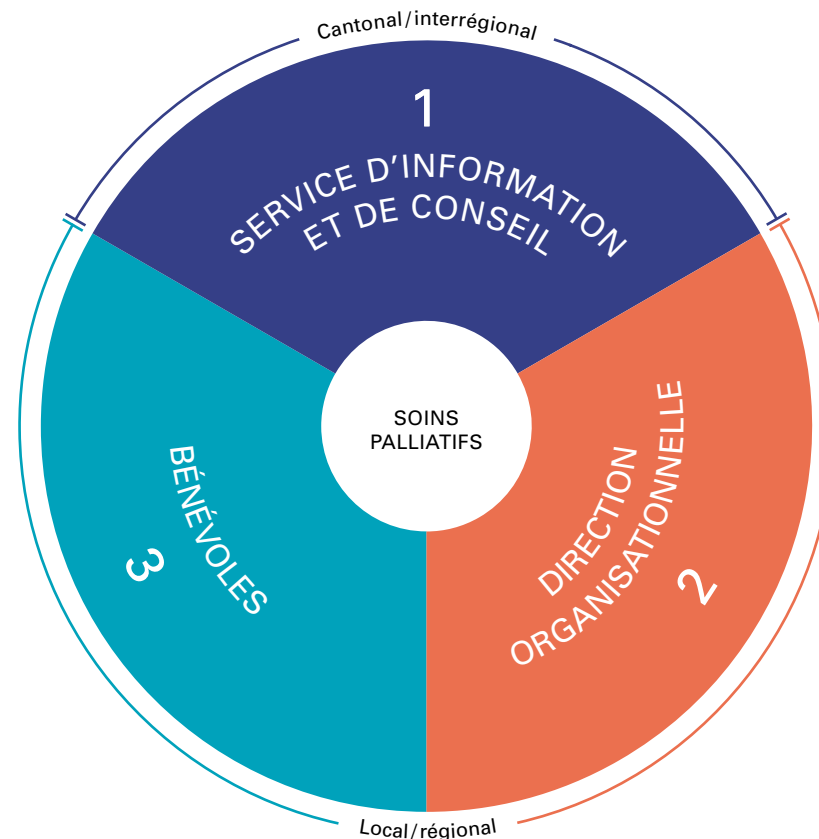 Cantonal/interrégional
1
SERVICE D'INFORMATION
ET DE CONSEIL
SOINS
PALLIATIFS
DIRECTION
ORGANISATIONNELLE
2
BÉNÉVOLES
3
Local/régional